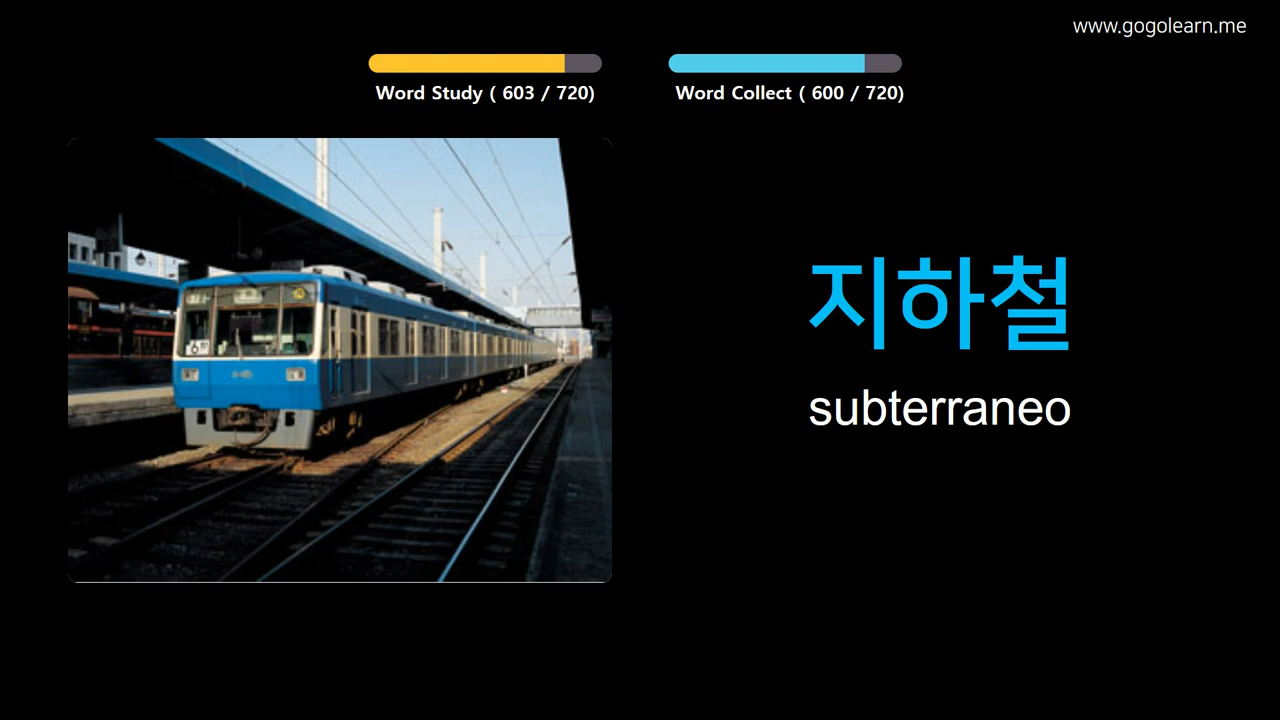 www.gogolearn.me
Word Study ( 603 / 720)
Word Collect ( 600 / 720)
지하철
subterraneo